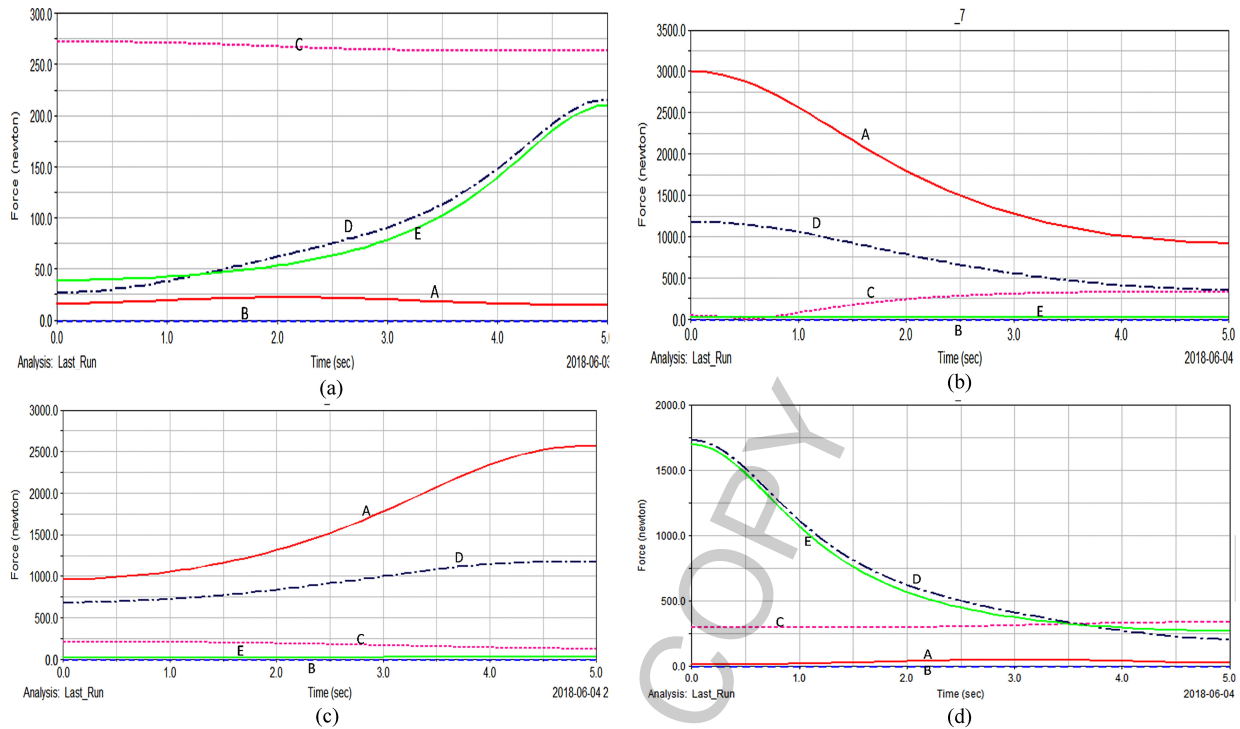 300.0
250.0
200.0
150.0
100.0
50.0
0.0
Force (newton)
C
D
E
A
B
0.0 1.0 2.0 3.0 4.0 5.0
Analysis: Last_Run Time (sec) 2018-06-03
(a)
_7
3500.0
3000.0
2500.0
2000.0
1500.0
1000.0
500.0
0.0
Force (newton)
A
D
C
E
B
0.0 1.0 2.0 3.0 4.0 5.0
Analysis: Last_Run Time (sec) 2018-06-04
(b)
3000.0
2500.0
2000.0
1500.0
1000.0
500.0
0.0
Force (newton)
A
D
C
E
B
0.0 1.0 2.0 3.0 4.0 5.0
Analysis: Last_Run Time (sec) 2018-06-04 2
(c)
2000.0
1500.0
1000.0
500.0
0.0
Force (newton)
E
D
C
A
B
0.0 1.0 2.0 3.0 4.0 5.0
Analysis: Last_Run Time (sec) 2018-06-04
(d)
COPY